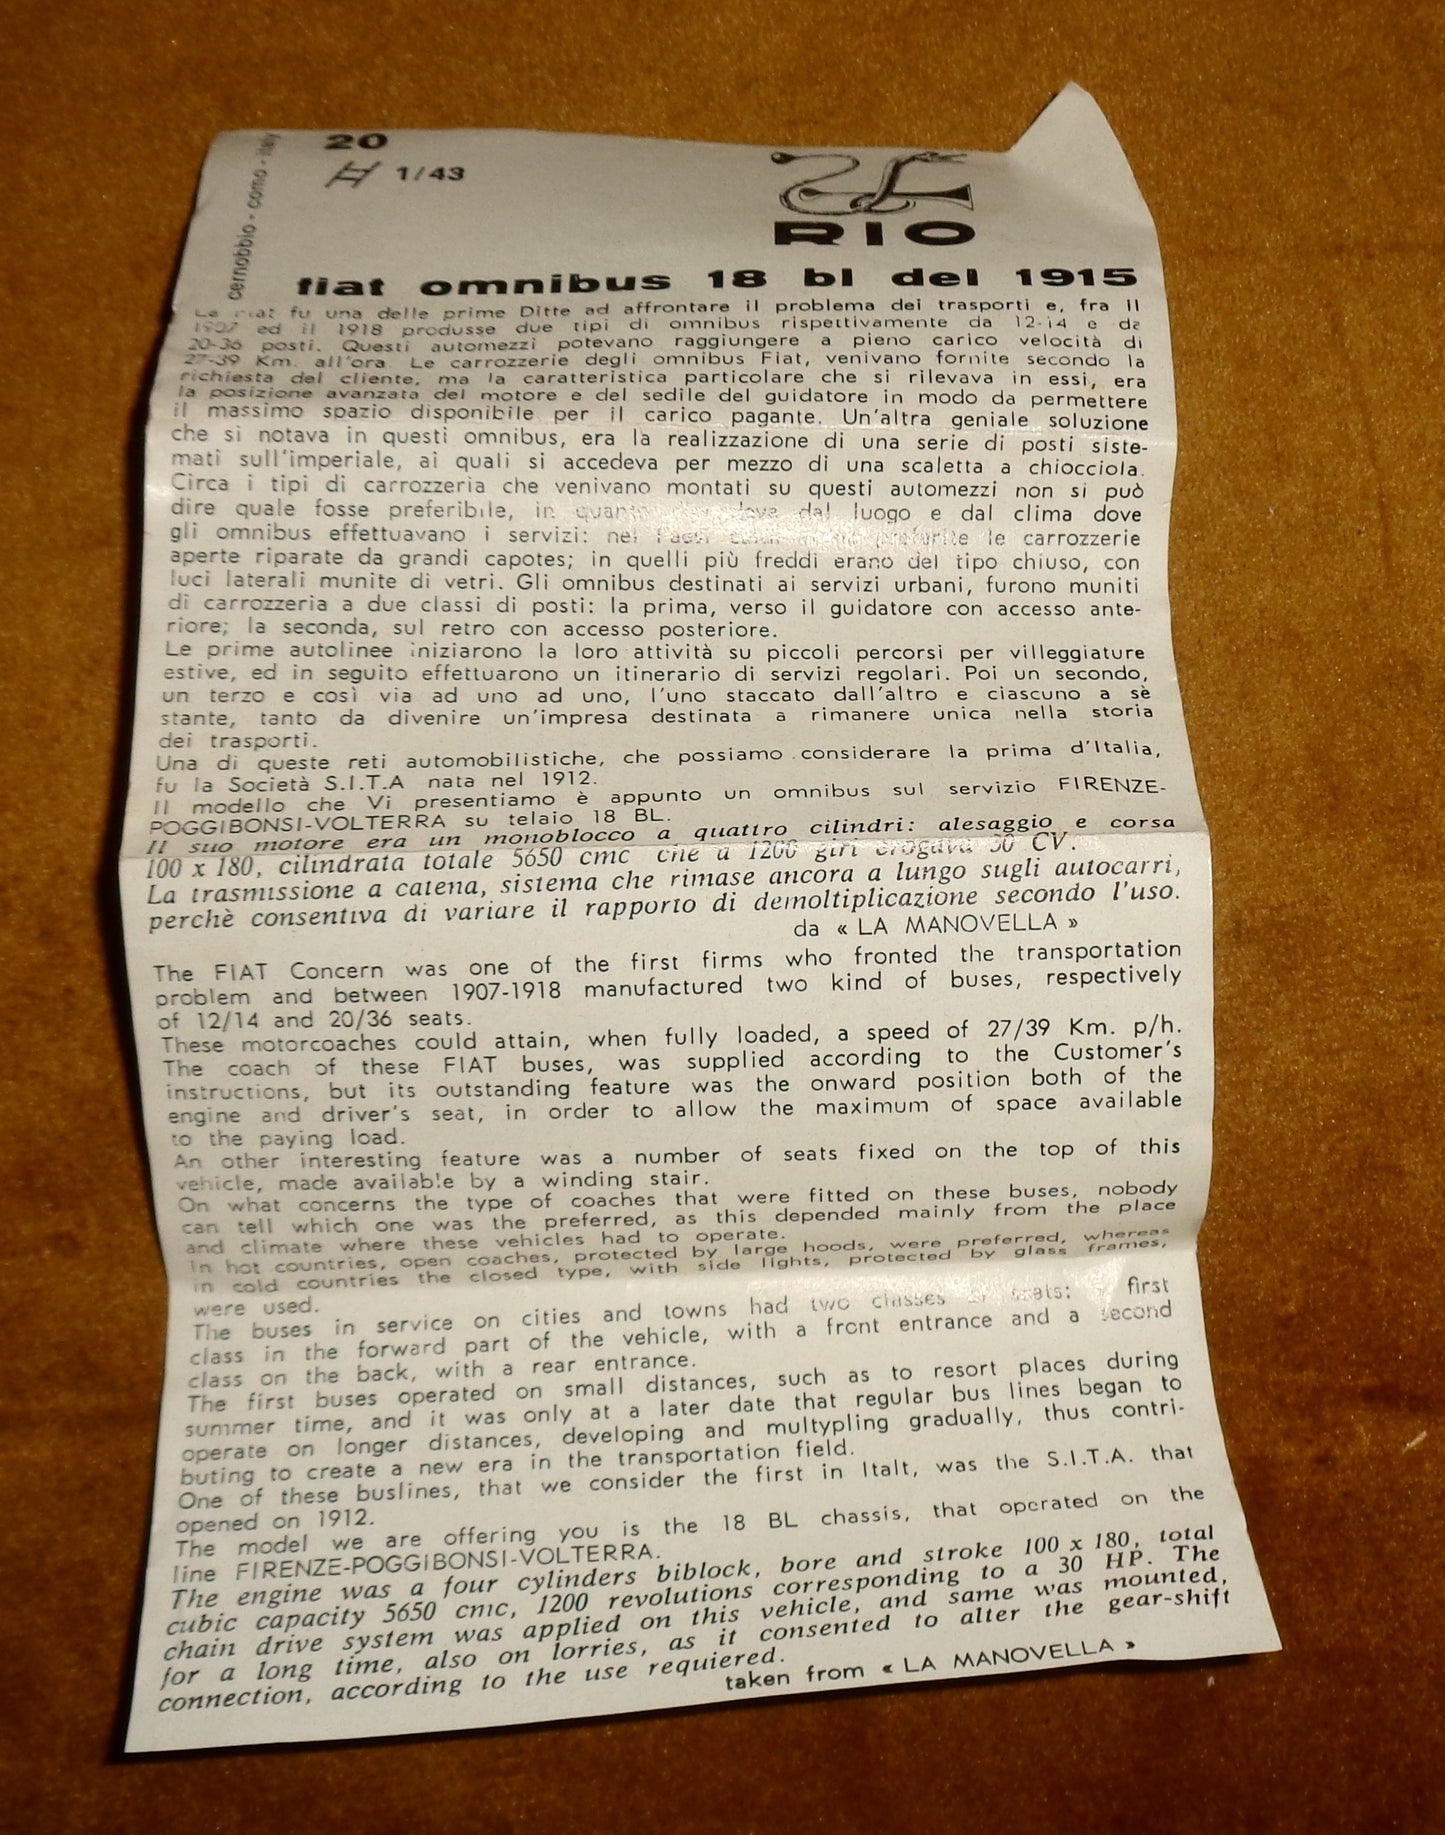 20
1/43
cernobbio - como - italy
RIO
fiat omnibus 18 bl del 1915
fu una delle prime Ditte ad affrontare il problema dei trasporti e, fra il
1907 ed il 1918 produsse due tipi di omnibus rispettivamente da 12-14 e da
20-36 posti. Questi automezzi potevano raggiungere a pieno carico velocità di
27-39 Km. all'ora. Le carrozzerie degli omnibus Fiat, venivano fornite secondo la
richiesta del cliente, ma la caratteristica particolare che si rilevava in essi, era
la posizione avanzata del motore e del sedile del guidatore in modo da permettere
il massimo spazio disponibile per il carico pagante. Un'altra geniale soluzione
che si notava in questi omnibus, era la realizzazione di una serie di posti siste-
mati sull'imperiale, ai quali si accedeva per mezzo di una scaletta a chiocciola.
Circa i tipi di carrozzeria che venivano montati su questi automezzi non si può
dire quale fosse preferibile, in quanto dal luogo e dal clima dove
gli omnibus effettuavano i servizi: nei preferite le carrozzerie
aperte riparate da grandi capotes; in quelli più freddi erano del tipo chiuso, con
luci laterali munite di vetri. Gli omnibus destinati ai servizi urbani, furono muniti
di carrozzeria a due classi di posti: la prima, verso il guidatore con accesso ante-
riore; la seconda, sul retro con accesso posteriore.
Le prime autolinee iniziarono la loro attività su piccoli percorsi per villeggiature
estive, ed in seguito effettuarono un itinerario di servizi regolari. Poi un secondo,
un terzo e così via ad uno ad uno, l'uno staccato dall'altro e ciascuno a sè
stante, tanto da divenire un'impresa destinata a rimanere unica nella storia
dei trasporti.
Una di queste reti automobilistiche, che possiamo considerare la prima d'Italia,
fu la Società S.I.T.A nata nel 1912.
Il modello che Vi presentiamo è appunto un omnibus sul servizio FIRENZE-
POGGIBONSI-VOLTERRA su telaio 18 BL.
Il suo motore era un monoblocco a quattro cilindri: alesaggio e corsa
100 x 180, cilindrata totale 5650 cmc che a 1200 giri erogava 30 CV.
La trasmissione a catena, sistema che rimase ancora a lungo sugli autocarri,
perchè consentiva di variare il rapporto di demoltiplicazione secondo l'uso.
da « LA MANOVELLA »
The FIAT Concern was one of the first firms who fronted the transportation
problem and between 1907-1918 manufactured two kind of buses, respectively
of 12/14 and 20/36 seats.
These motorcoaches could attain, when fully loaded, a speed of 27/39 Km. p/h.
The coach of these FIAT buses, was supplied according to the Customer's
instructions, but its outstanding feature was the onward position both of the
engine and driver's seat, in order to allow the maximum of space available
to the paying load.
An other interesting feature was a number of seats fixed on the top of this
vehicle, made available by a winding stair.
On what concerns the type of coaches that were fitted on these buses, nobody
can tell which one was the preferred, as this depended mainly from the place
and climate where these vehicles had to operate.
In hot countries, open coaches, protected by large hoods, were preferred, whereas
in cold countries the closed type, with side lights, protected by glass frames,
were used.
The buses in service on cities and towns had two classes of seats: first
class in the forward part of the vehicle, with a front entrance and a second
class on the back, with a rear entrance.
The first buses operated on small distances, such as to resort places during
summer time, and it was only at a later date that regular bus lines began to
operate on longer distances, developing and multypling gradually, thus contri-
buting to create a new era in the transportation field.
One of these buslines, that we consider the first in Italt, was the S.I.T.A. that
opened on 1912.
The model we are offering you is the 18 BL chassis, that operated on the
line FIRENZE-POGGIBONSI-VOLTERRA.
The engine was a four cylinders biblock, bore and stroke 100 x 180, total
cubic capacity 5650 cmc, 1200 revolutions corresponding to a 30 HP. The
chain drive system was applied on this vehicle, and same was mounted,
for a long time, also on lorries, as it consented to alter the gear-shift
connection, according to the use requiered.
taken from « LA MANOVELLA »